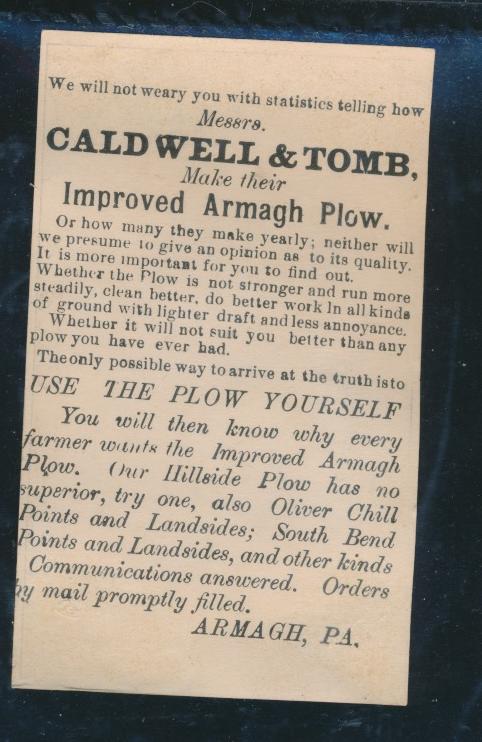 We will not weary you with statistics telling how
Messrs.
CALDWELL & TOMB,
Make their
Improved Armagh Plow.
Or how many they make yearly; neither will
we presume to give an opinion as to its quality.
It is more important for you to find out.
Whether the Plow is not stronger and run more
steadily, clean better, do better work in all kinds
of ground with lighter draft and less annoyance.
Whether it will not suit you better than any
plow you have ever had.
The only possible way to arrive at the truth is to
USE THE PLOW YOURSELF
You will then know why every
farmer wants the Improved Armagh
Plow. Our Hillside Plow has no
superior, try one, also Oliver Chill
Points and Landsides; South Bend
Points and Landsides, and other kinds
Communications answered. Orders
by mail promptly filled.
ARMAGH, PA.